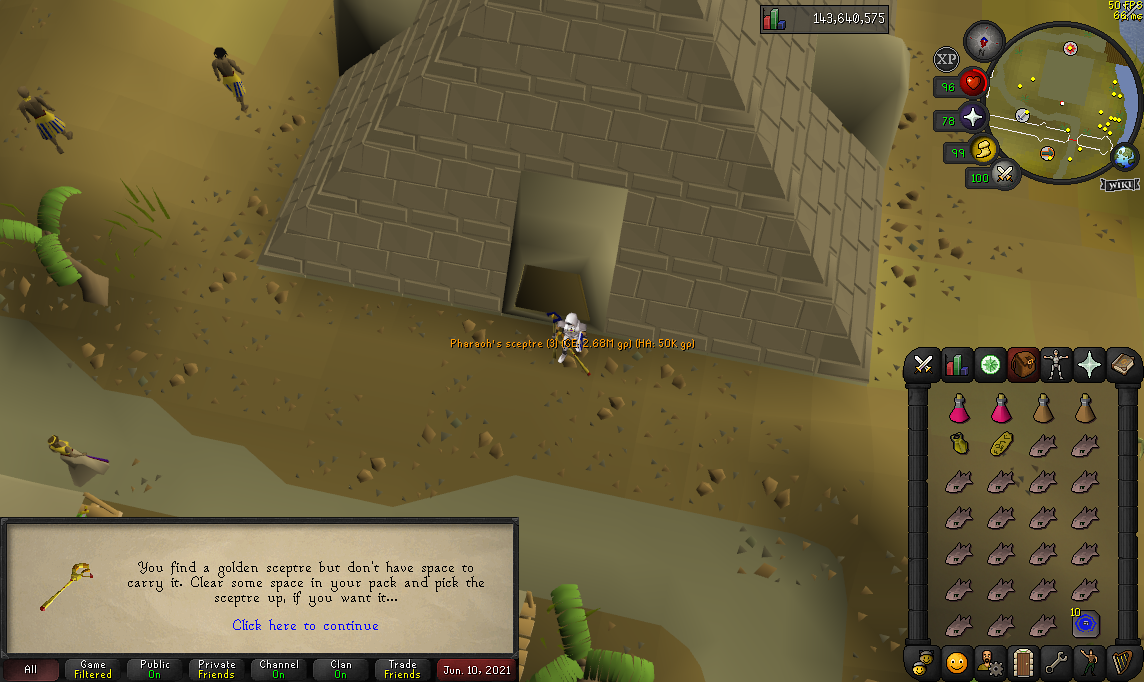 50 FPS
66 ms
143,640,575
XP
96
78
99
100
WIKI
Pharaoh's sceptre (3) (GE: 2.68M gp) (HA: 50K gp)
10
You find a golden sceptre but don't have space to
carry it. Clear some space in your pack and pick the
sceptre up, if you want it...
Click here to continue
All
Game
Filtered
Public
On
Private
Friends
Channel
On
Clan
On
Trade
Friends
Jun. 10, 2021